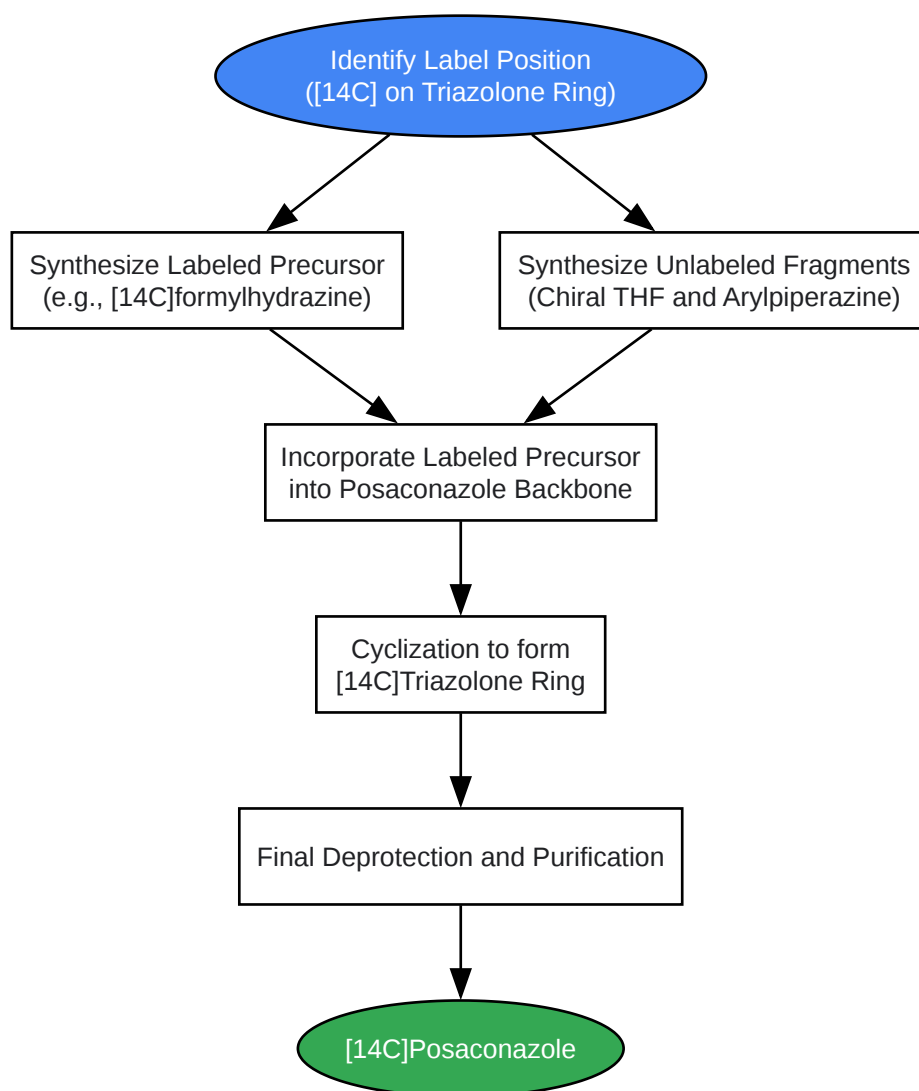 Identify Label Position
([14C] on Triazolone Ring)
Synthesize Labeled Precursor
(e.g., [14C]formylhydrazine)
Synthesize Unlabeled Fragments
(Chiral THF and Arylpiperazine)
Incorporate Labeled Precursor
into Posaconazole Backbone
Cyclization to form
[14C]Triazolone Ring
Final Deprotection and Purification
[14C]Posaconazole